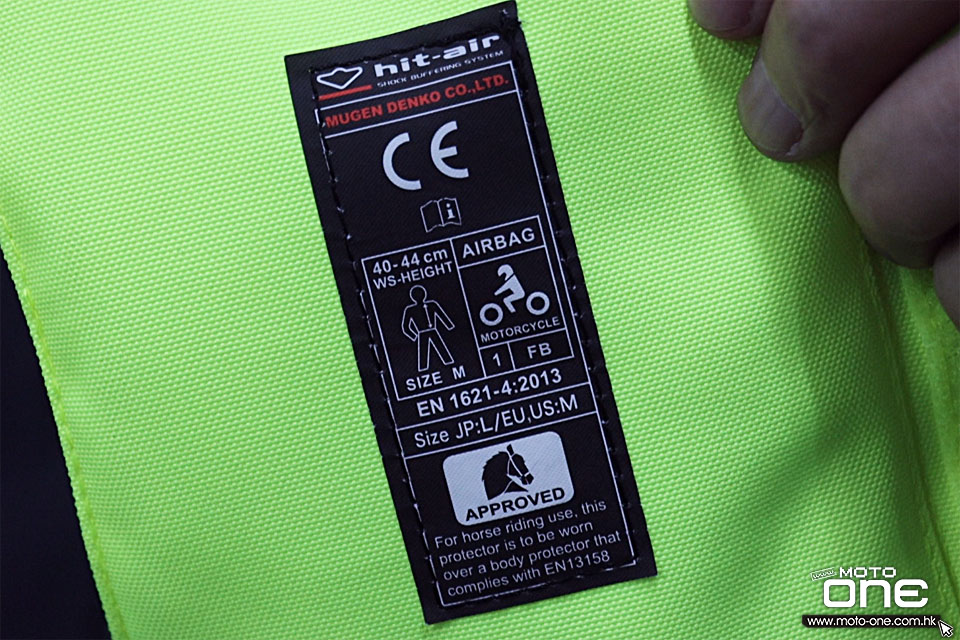 hit-air
SHOCK BUFFERING SYSTEM
MUGEN DENKO CO.,LTD.
CE
i
40-44 cm
WS-HEIGHT
SIZE M
AIRBAG
MOTORCYCLE
1 FB
EN 1621-4:2013
Size JP:L/EU,US:M
APPROVED
For horse riding use, this
protector is to be worn
over a body protector that
complies with EN13158
www. MOTO
ONE
www.moto-one.com.hk